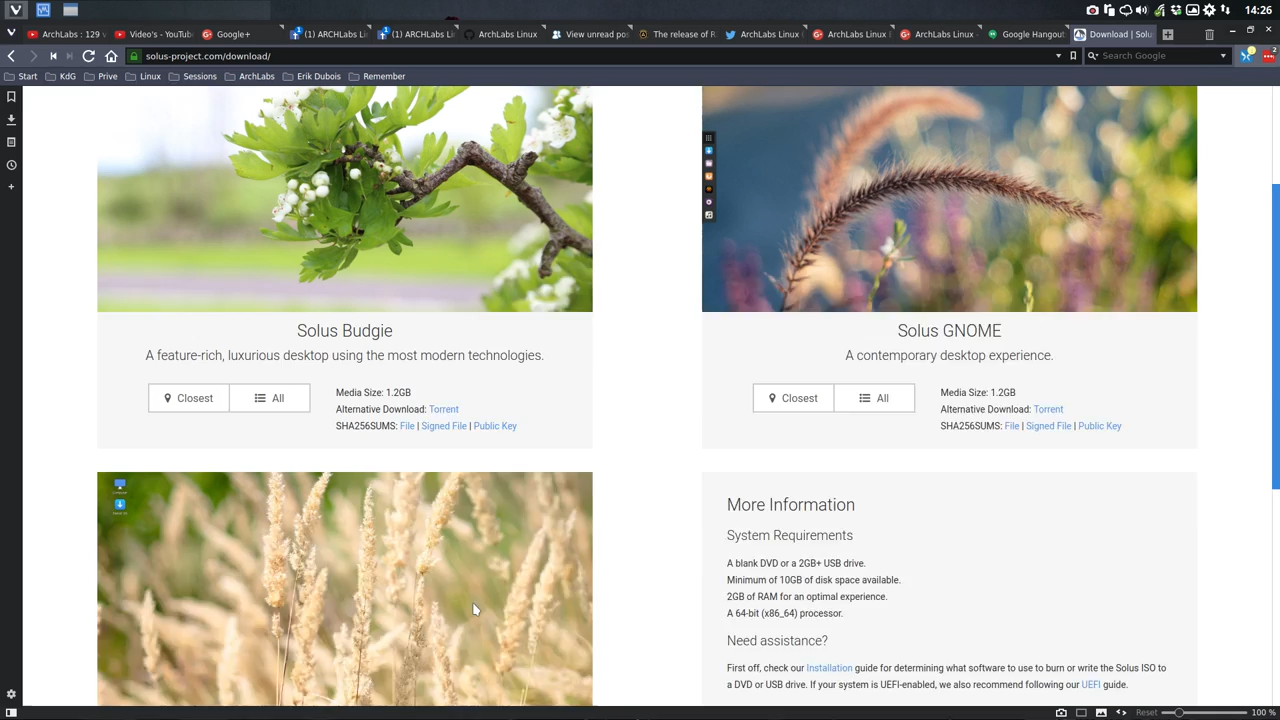 14:26
ArchLabs : 129 v
Video's - YouTube
Google+
(1) ARCHLabs Li
(1) ARCHLabs Li
ArchLabs Linux
View unread pos
The release of R
ArchLabs Linux (
ArchLabs Linux
ArchLabs Linux -
Google Hangout
Download | Solu
solus-project.com/download/
Search Google
Start
KdG
Prive
Linux
Sessions
ArchLabs
Erik Dubois
Remember
Solus Budgie
A feature-rich, luxurious desktop using the most modern technologies.
Closest
All
Media Size: 1.2GB
Alternative Download: Torrent
SHA256SUMS: File | Signed File | Public Key
Solus GNOME
A contemporary desktop experience.
Closest
All
Media Size: 1.2GB
Alternative Download: Torrent
SHA256SUMS: File | Signed File | Public Key
More Information
System Requirements
A blank DVD or a 2GB+ USB drive.
Minimum of 10GB of disk space available.
2GB of RAM for an optimal experience.
A 64-bit (x86_64) processor.
Need assistance?
First off, check our Installation guide for determining what software to use to burn or write the Solus ISO to
a DVD or USB drive. If your system is UEFI-enabled, we also recommend following our UEFI guide.
Reset
100 %